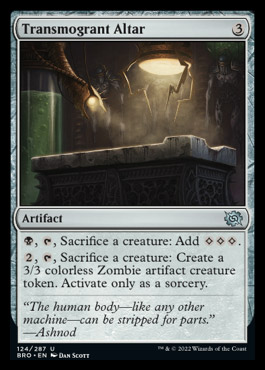 Transmogrant Altar 3
Artifact
, , Sacrifice a creature: Add .
2, , Sacrifice a creature: Create a
3/3 colorless Zombie artifact creature
token. Activate only as a sorcery.
“The human body—like any other
machine—can be stripped for parts.”
—Ashnod
124/287 U
BRO • EN DAN SCOTT
™ & © 2022 Wizards of the Coast